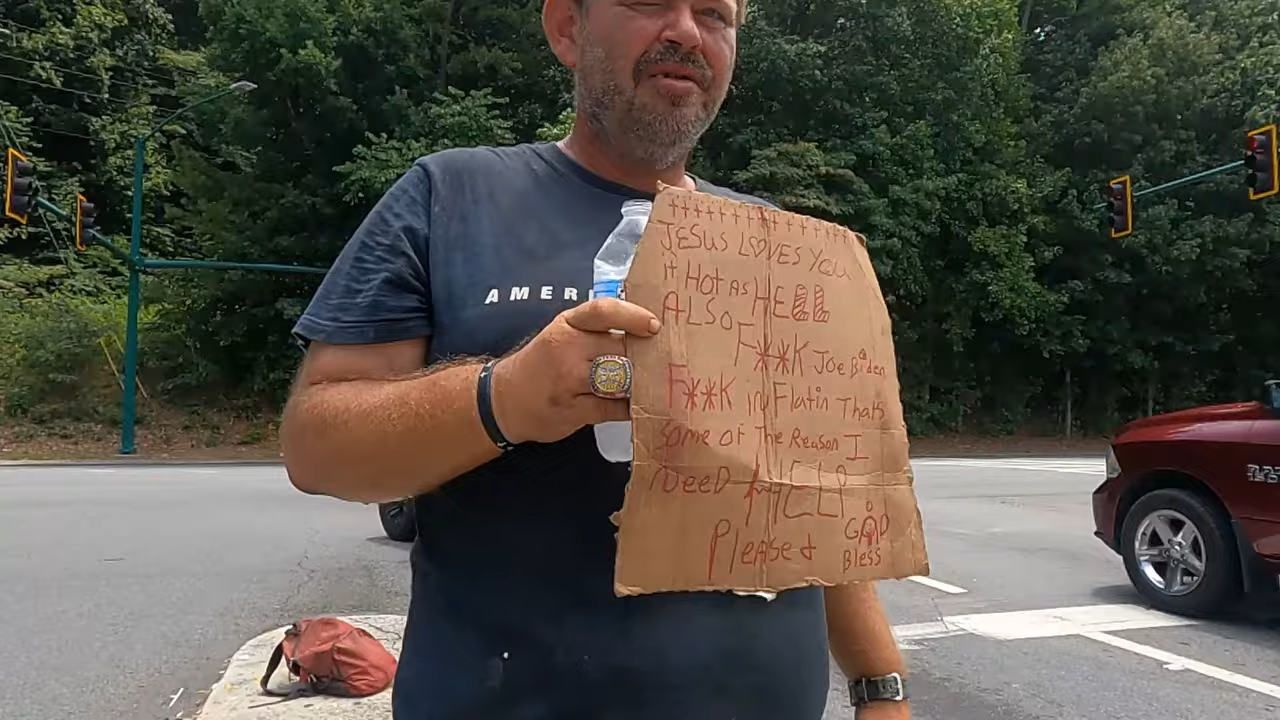 AMERI
++++++++++++++
JESUS LOVES YOU
it HOT AS HELL
ALSO
F**K JOE BiDen
F**K inFlatin Thats
Some of The Reason I
NeeD HELP
PleAse &
GOD
Bless